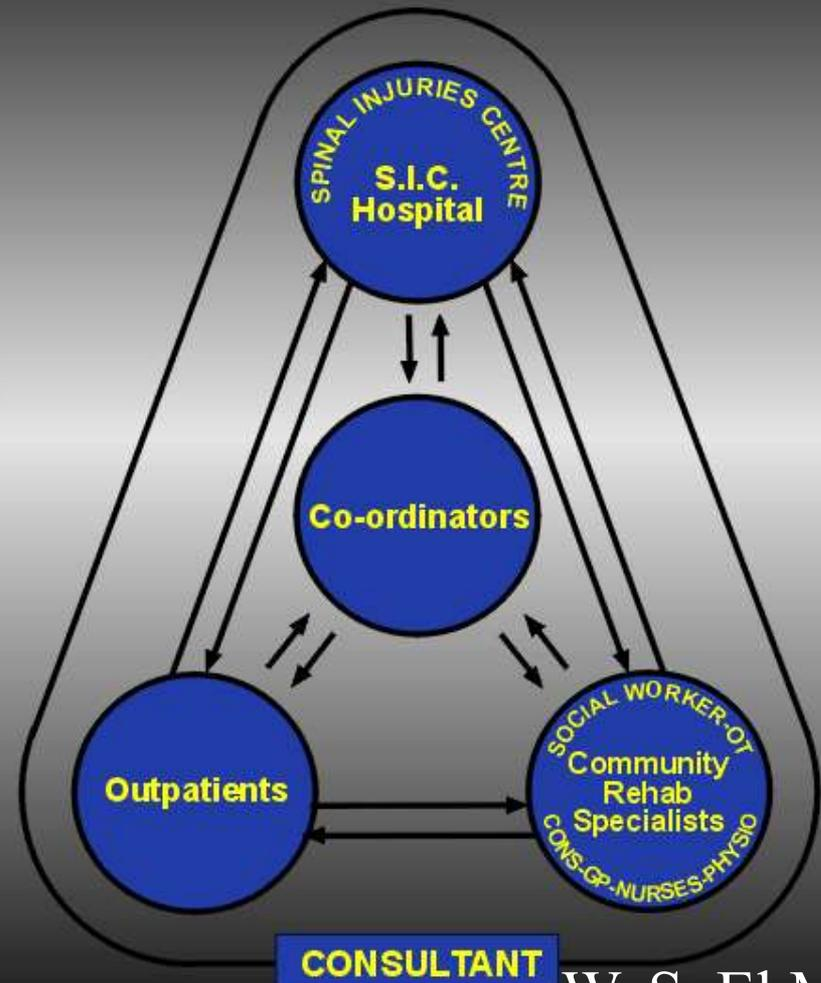 SPINAL INJURIES CENTRE
S.I.C.
Hospital
Co-ordinators
Outpatients
SOCIAL WORKER-OT
Community
Rehab
Specialists
CONS-GP-NURSES-PHYSIO
CONSULTANT